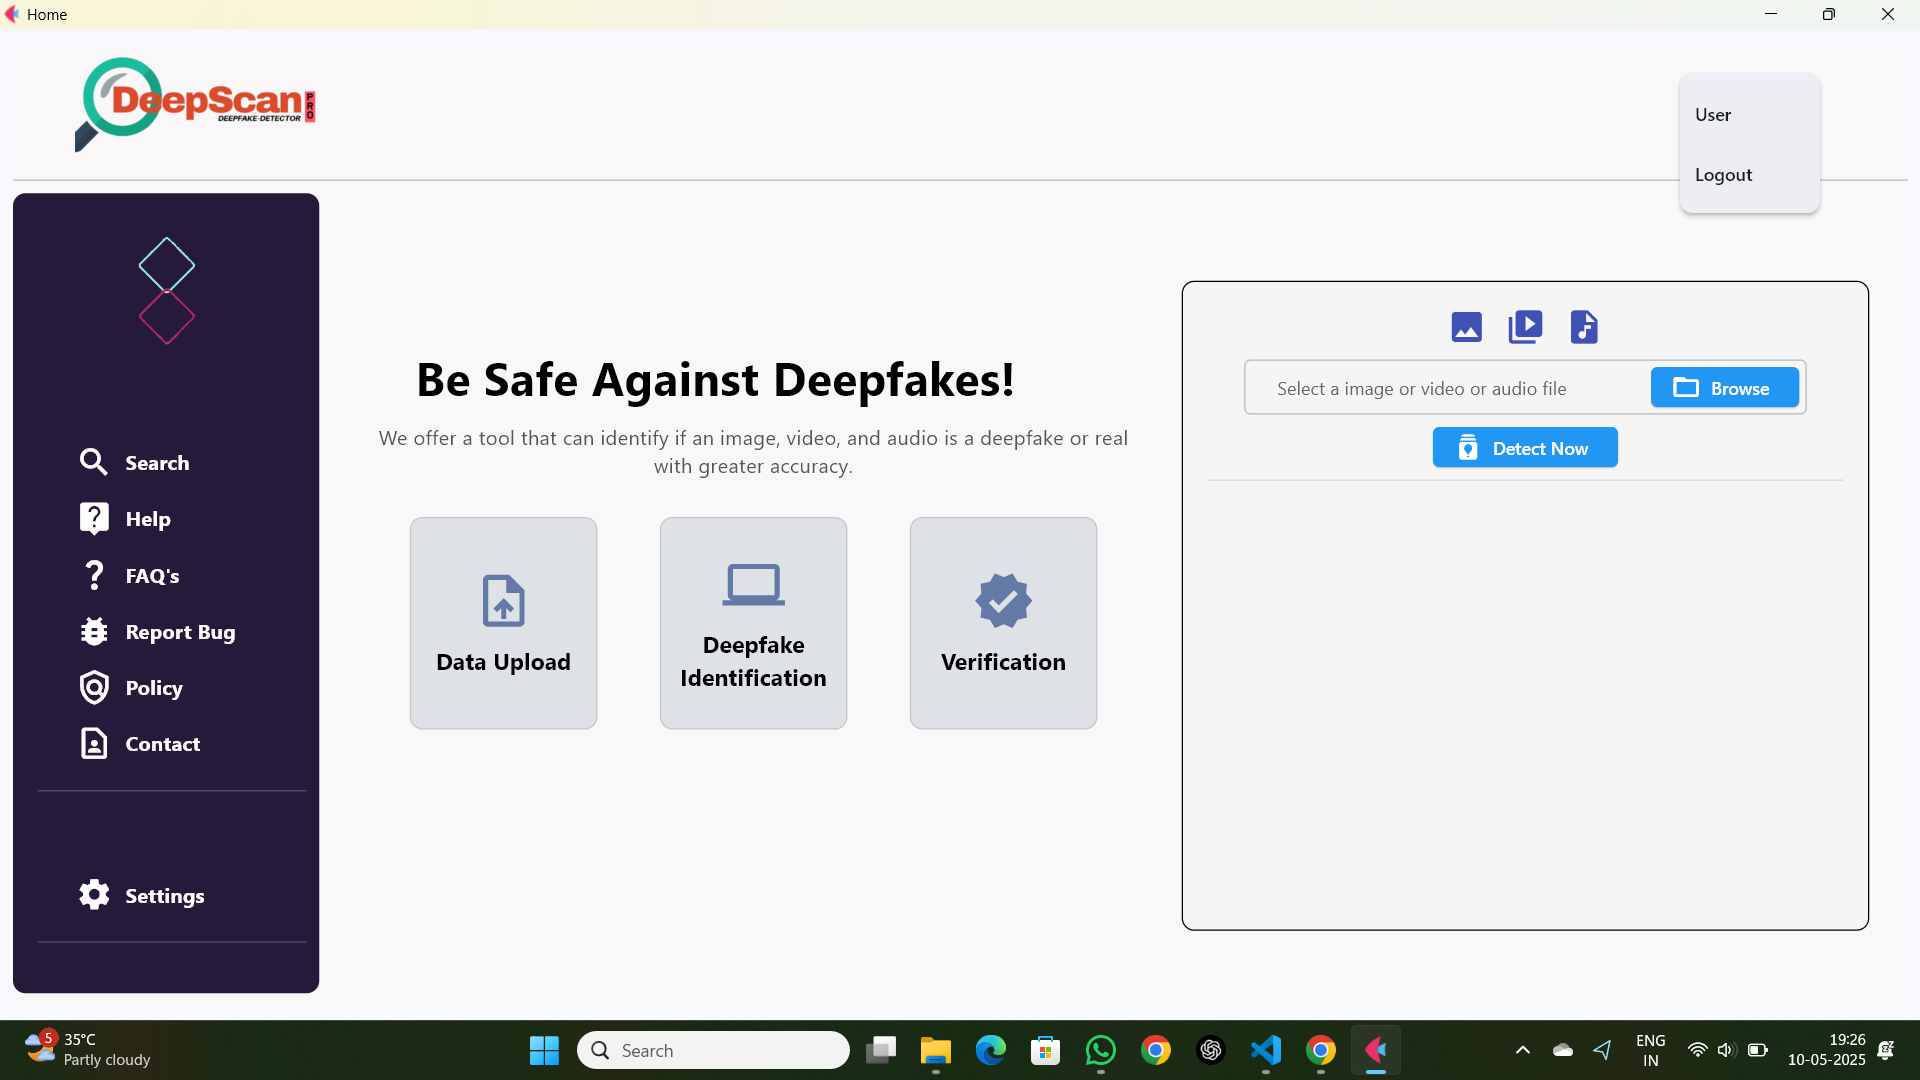 Home
DeepScan
PRO
DEEPFAKE-DETECTOR
User
Logout
Search
Help
FAQ's
Report Bug
Policy
Contact
Settings
Be Safe Against Deepfakes!
We offer a tool that can identify if an image, video, and audio is a deepfake or real
with greater accuracy.
Data Upload
Deepfake
Identification
Verification
Select a image or video or audio file
Browse
Detect Now
5
35°C
Partly cloudy
Search
ENG
IN
19:26
10-05-2025